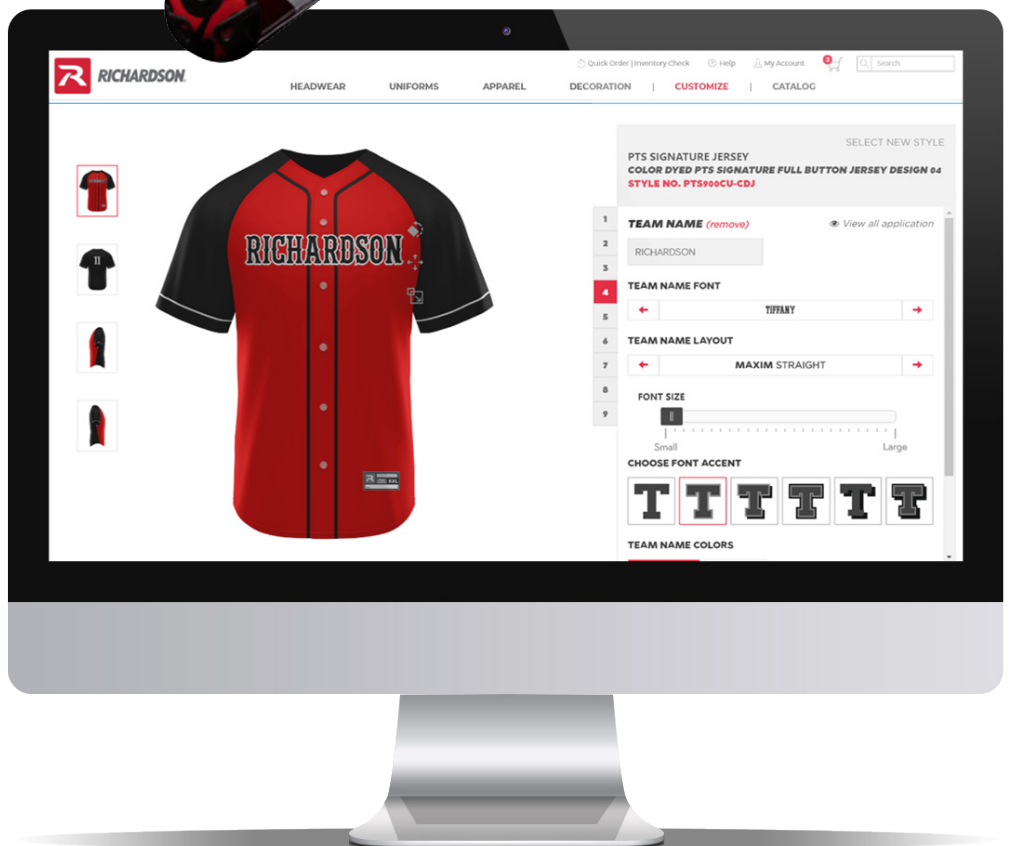 RICHARDSON
Quick Order | Inventory Check
Help
My Account
Search
HEADWEAR
UNIFORMS
APPAREL
DECORATION
|
CUSTOMIZE
|
CATALOG
SELECT NEW STYLE
PTS SIGNATURE JERSEY
COLOR DYED PTS SIGNATURE FULL BUTTON JERSEY DESIGN 04
STYLE NO. PTS900CU-CDJ
11
RICHARDSON
XXL
1
2
3
4
5
6
7
8
9
TEAM NAME (remove)
View all application
RICHARDSON
TEAM NAME FONT
TIFFANY
TEAM NAME LAYOUT
MAXIM STRAIGHT
FONT SIZE
Small
Large
CHOOSE FONT ACCENT
T T T T T T
TEAM NAME COLORS